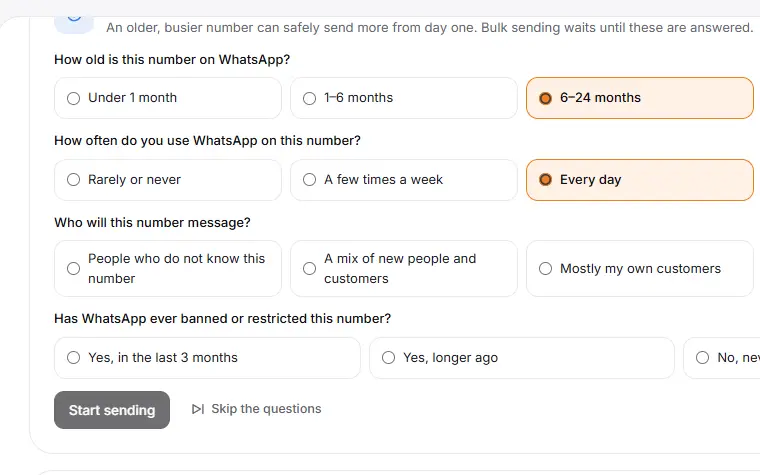 An older, busier number can safely send more from day one. Bulk sending waits until these are answered.
How old is this number on WhatsApp?
Under 1 month
1–6 months
6–24 months
How often do you use WhatsApp on this number?
Rarely or never
A few times a week
Every day
Who will this number message?
People who do not know this
number
A mix of new people and
customers
Mostly my own customers
Has WhatsApp ever banned or restricted this number?
Yes, in the last 3 months
Yes, longer ago
No,
Start sending
Skip the questions